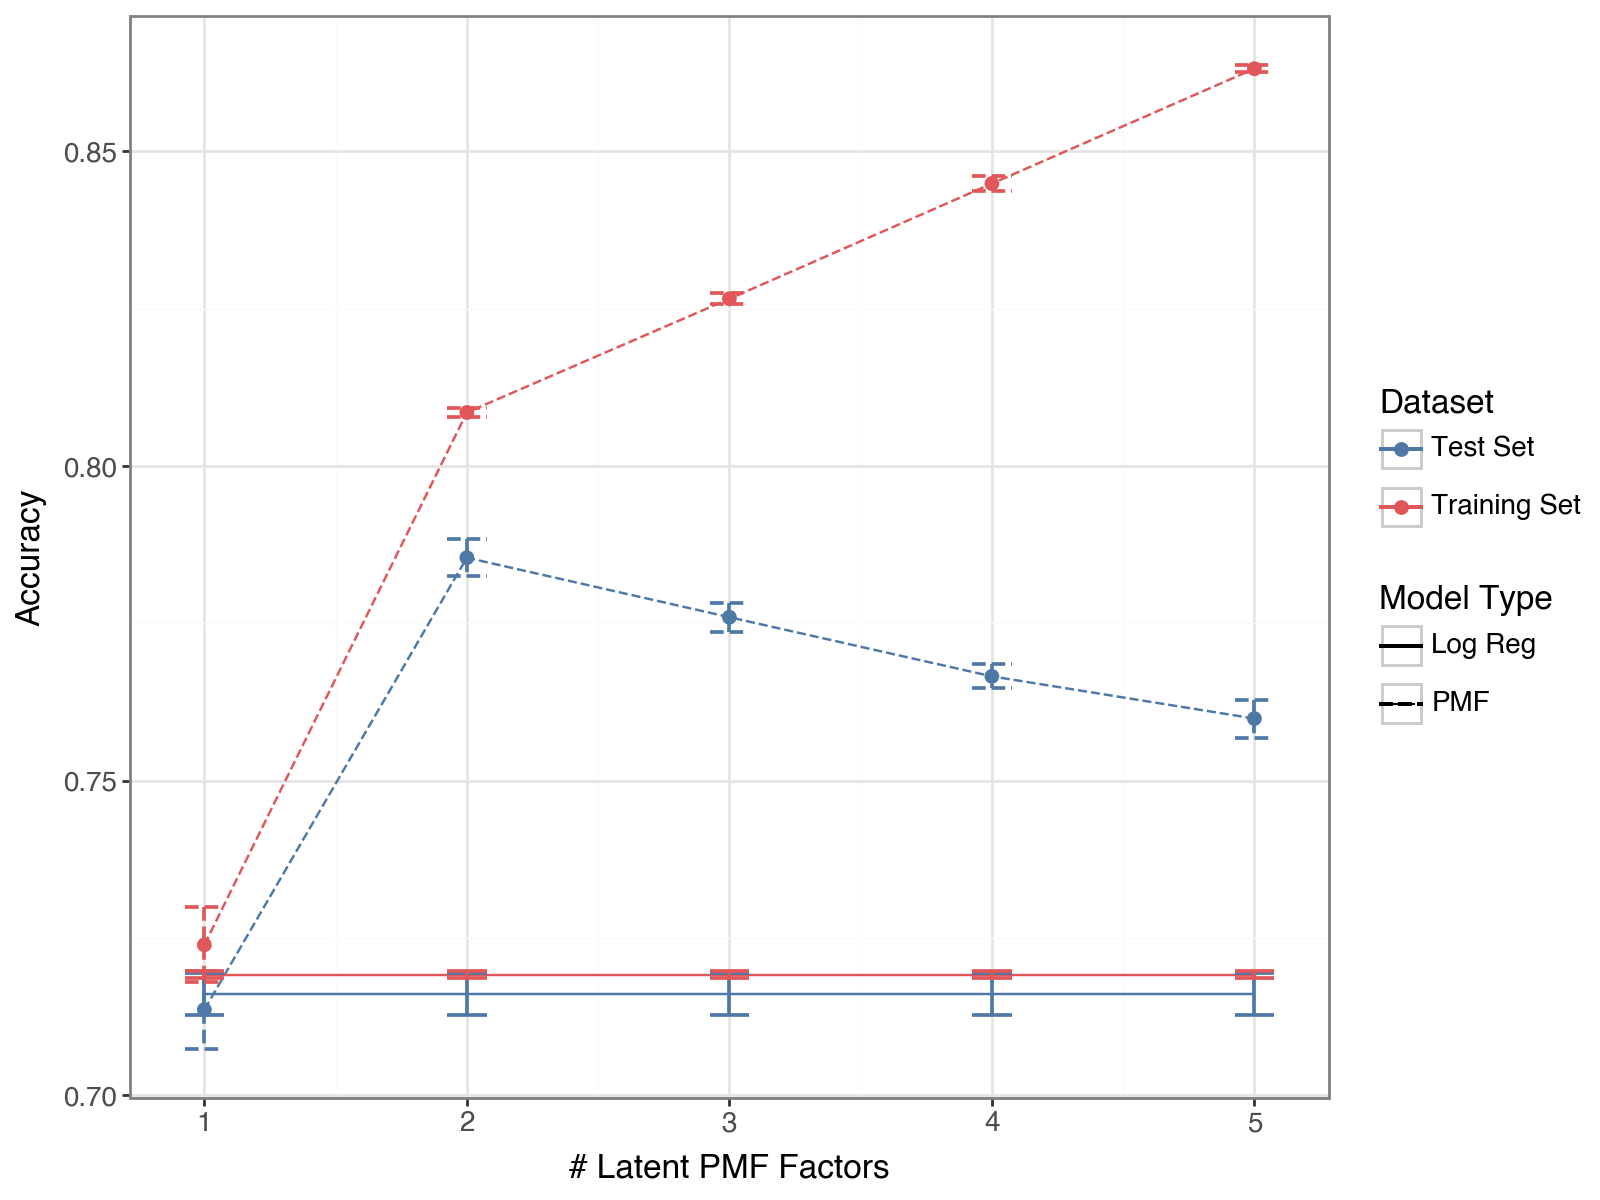 0.85
0.80
0.75
0.70
Accuracy
1 2 3 4 5
# Latent PMF Factors
Dataset
Test Set
Training Set
Model Type
Log Reg
PMF